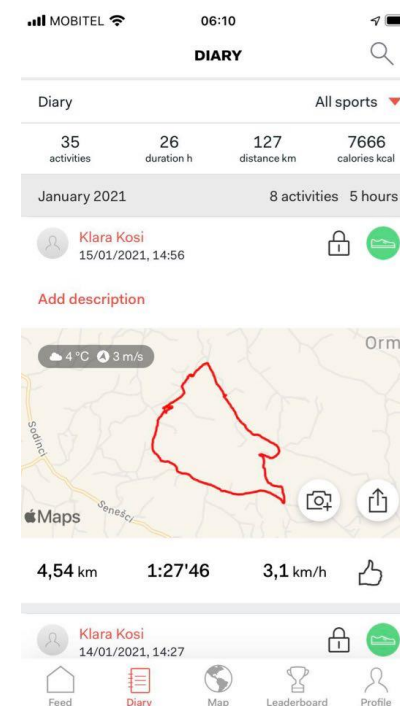 MOBITEL 06:10
DIARY
Diary All sports
35 26 127 7666
activities duration h distance km calories kcal
January 2021 8 activities 5 hours
Klara Kosi
15/01/2021, 14:56
Add description
4°C 3 m/s
Orm
Sodinci
Senešci
Maps
4,54 km 1:27'46 3,1 km/h
Klara Kosi
14/01/2021, 14:27
Feed Diary Map Leaderboard Profile